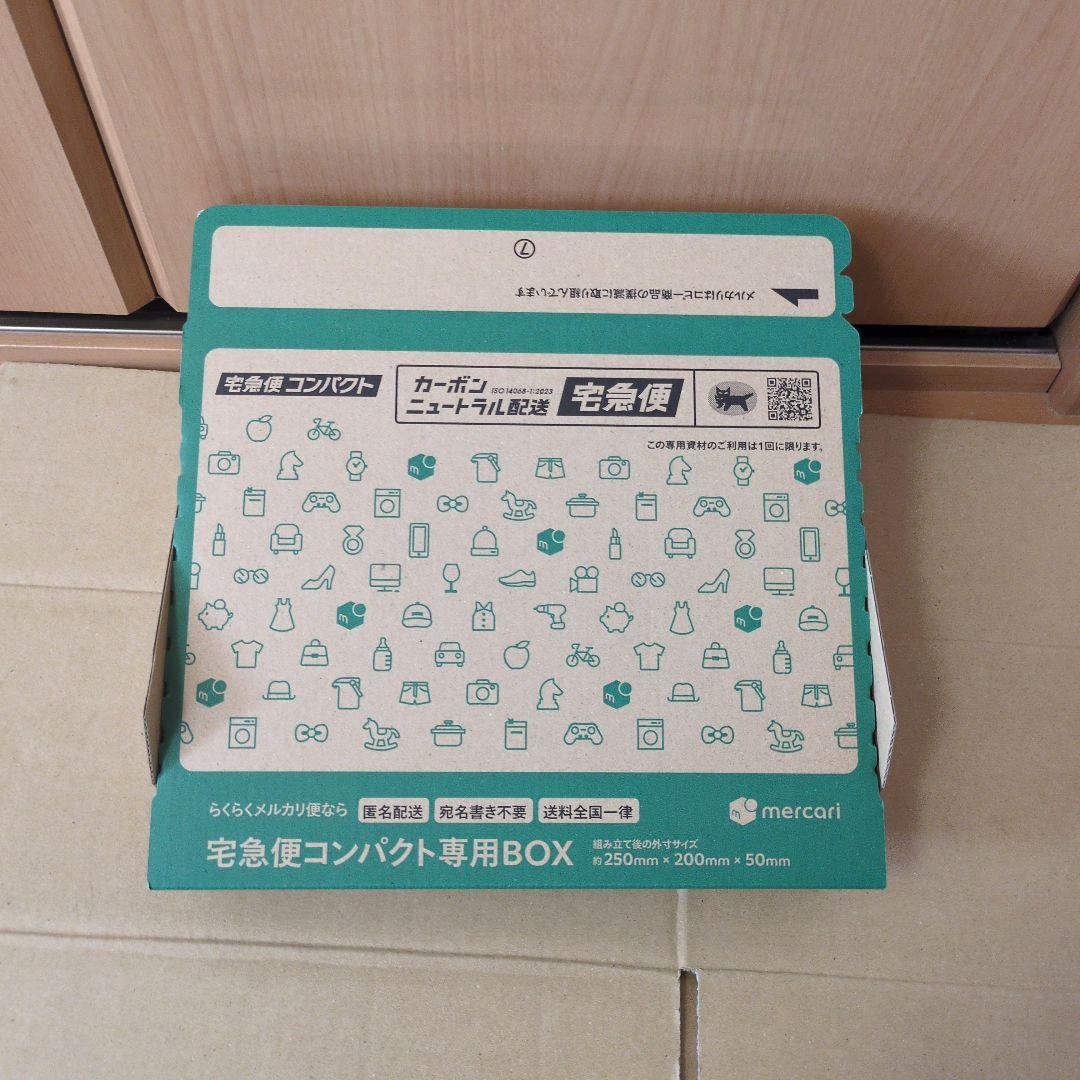 ⑦
メルカリはコピー商品の撲滅に取り組んでいます
宅急便コンパクト
カーボン ISO 14068-1:2023
ニュートラル配送
宅急便
この専用資材のご利用は1回に限ります。
らくらくメルカリ便なら 匿名配送 宛名書き不要 送料全国一律
mercari
宅急便コンパクト専用BOX
組み立て後の外寸サイズ
約250mm×200mm×50mm